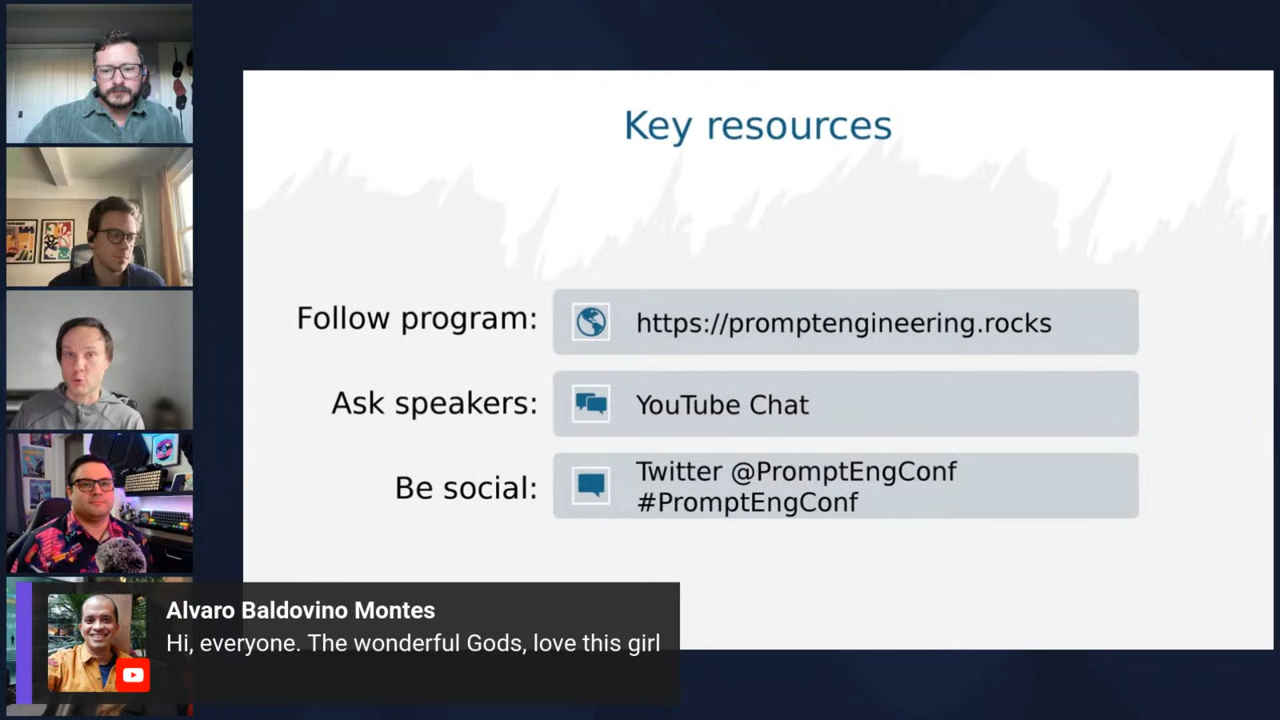 Key resources
Follow program:
https://promptengineering.rocks
Ask speakers:
YouTube Chat
Be social:
Twitter @PromptEngConf
#PromptEngConf
Alvaro Baldovino Montes
Hi, everyone. The wonderful Gods, love this girl